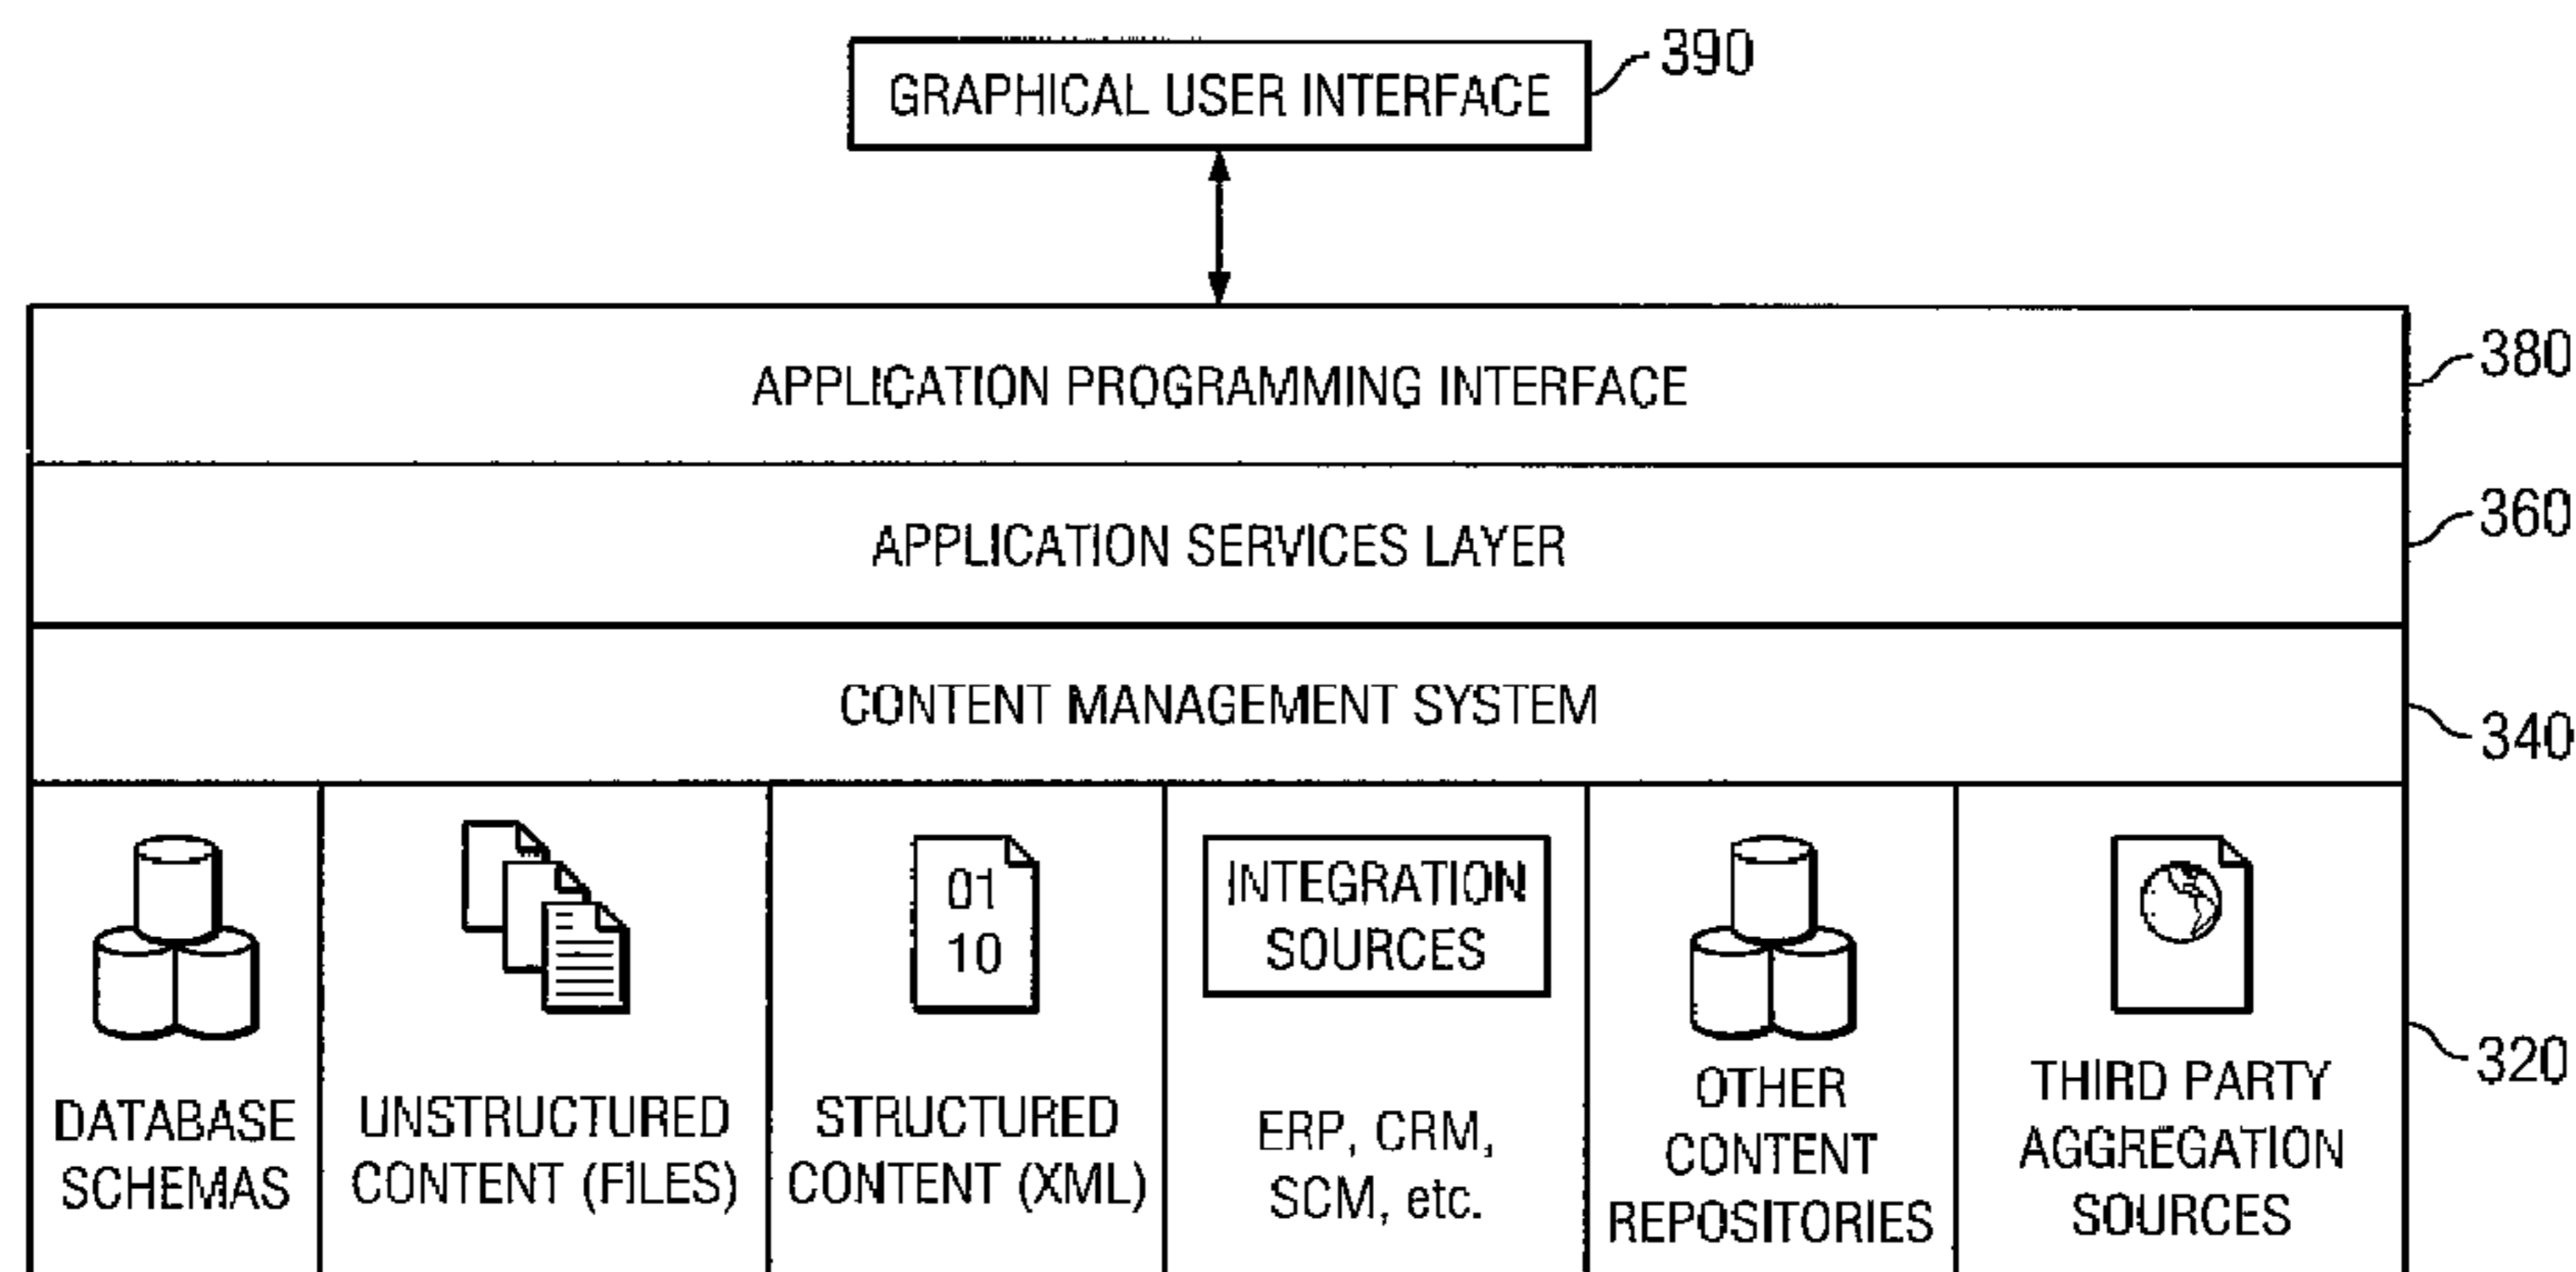 GRAPHICAL USER INTERFACE
390
APPLICATION PROGRAMMING INTERFACE
380
APPLICATION SERVICES LAYER
360
CONTENT MANAGEMENT SYSTEM
340
DATABASE
SCHEMAS
UNSTRUCTURED
CONTENT (FILES)
01
10
STRUCTURED
CONTENT (XML)
INTEGRATION
SOURCES
ERP, CRM,
SCM, etc.
OTHER
CONTENT
REPOSITORIES
THIRD PARTY
AGGREGATION
SOURCES
320